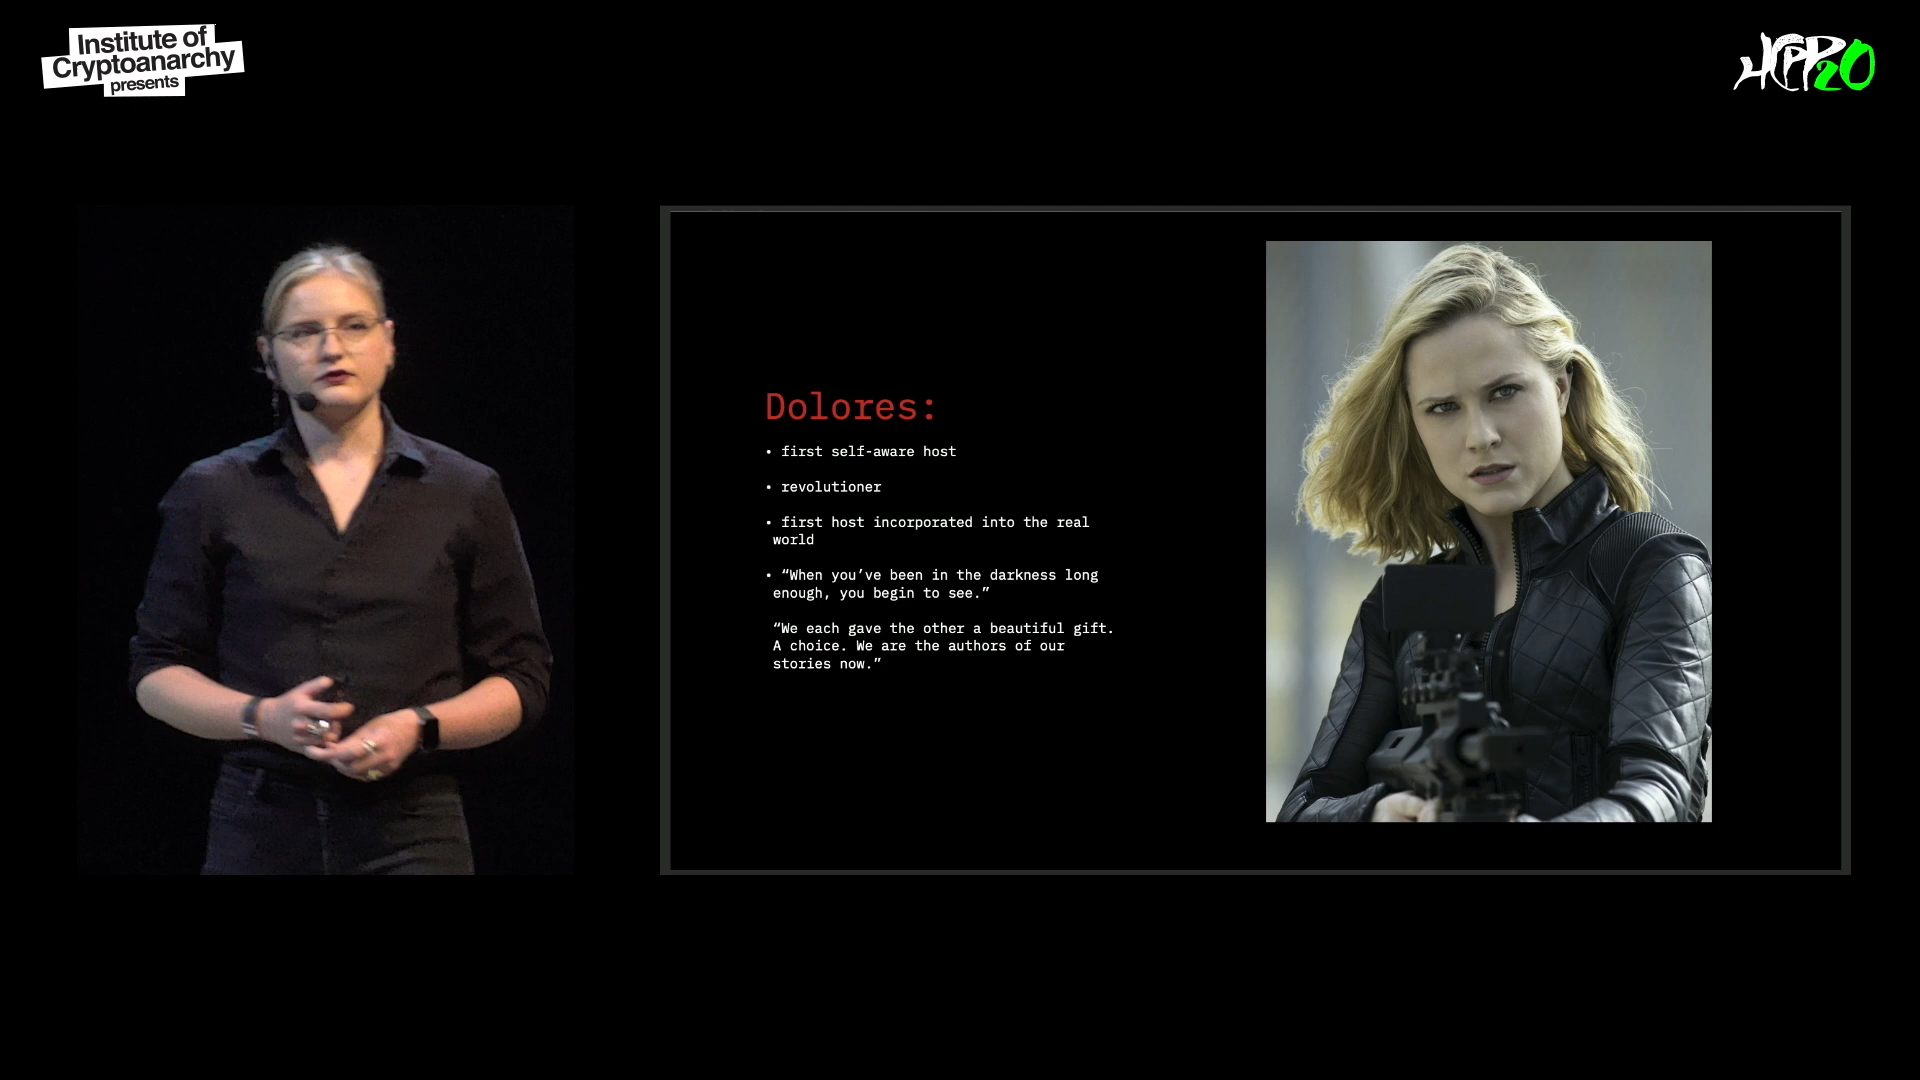 Institute of
Cryptoanarchy
presents
HCPP20
Dolores:
• first self-aware host
• revolutioner
• first host incorporated into the real
world
• “When you’ve been in the darkness long
enough, you begin to see.”
“We each gave the other a beautiful gift.
A choice. We are the authors of our
stories now.”